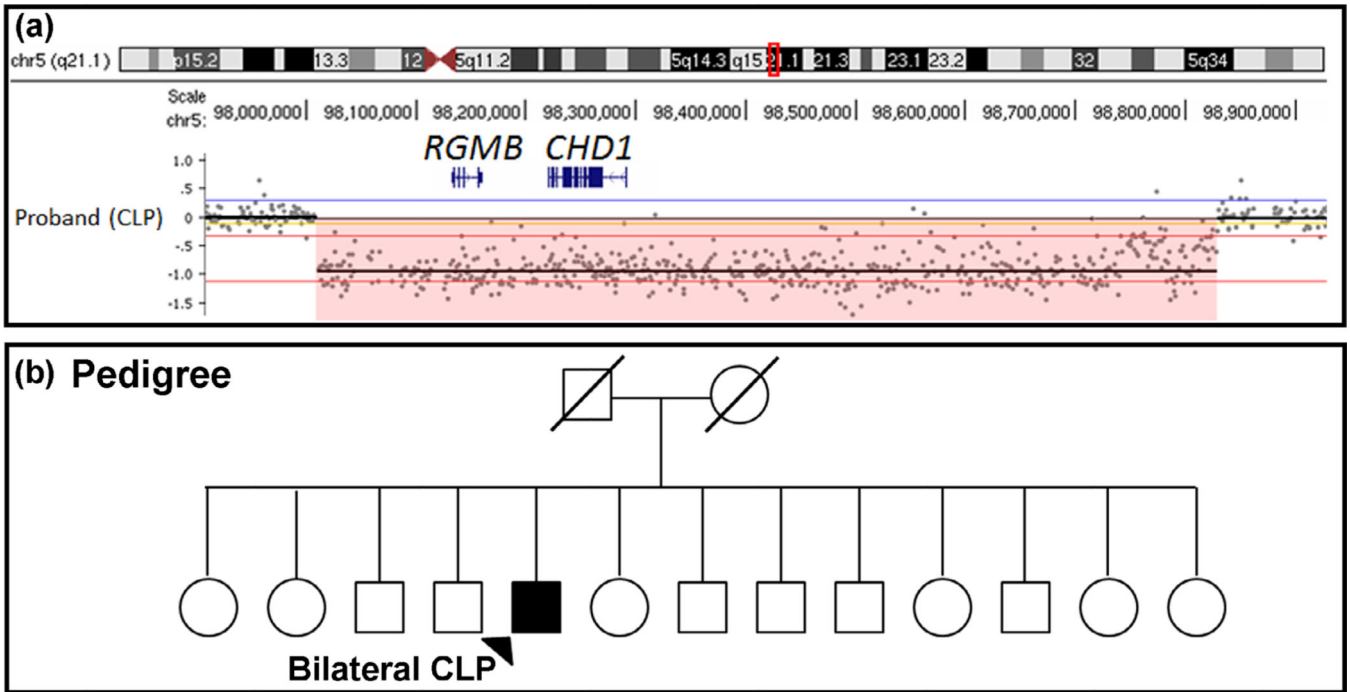 (a)
chr5 (q21.1) p15.2 13.3 12 5q11.2 5q14.3 q15 21.1 21.3 23.1 23.2 32 5q34
Scale
chr5: 98,000,000| 98,100,000| 98,200,000| 98,300,000| 98,400,000| 98,500,000| 98,600,000| 98,700,000| 98,800,000| 98,900,000|
RGMB CHD1
1.0
.5
Proband (CLP) 0
-.5
-1.0
-1.5
(b) Pedigree
Bilateral CLP